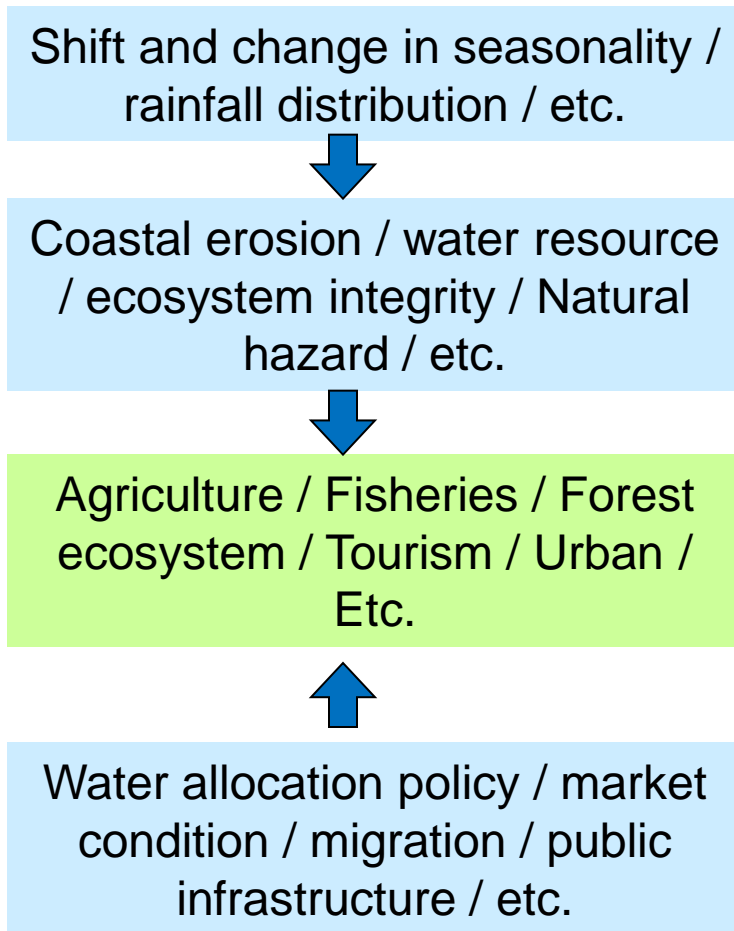 Shift and change in seasonality /
rainfall distribution / etc.
Coastal erosion / water resource
/ ecosystem integrity / Natural
hazard / etc.
Agriculture / Fisheries / Forest
ecosystem / Tourism / Urban /
Etc.
Water allocation policy / market
condition / migration / public
infrastructure / etc.